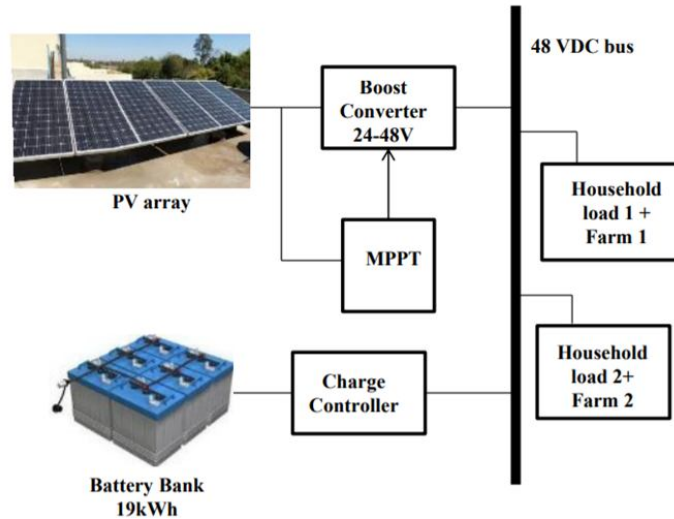 48 VDC bus
Boost
Converter
24-48V
PV array
MPPT
Household
load 1 +
Farm 1
Charge
Controller
Household
load 2+
Farm 2
Battery Bank
19kWh